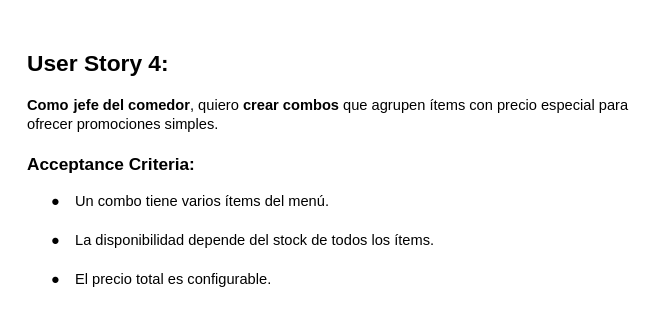 User Story 4:
Como jefe del comedor, quiero crear combos que agrupen ítems con precio especial para
ofrecer promociones simples.
Acceptance Criteria:
● Un combo tiene varios ítems del menú.
● La disponibilidad depende del stock de todos los ítems.
● El precio total es configurable.